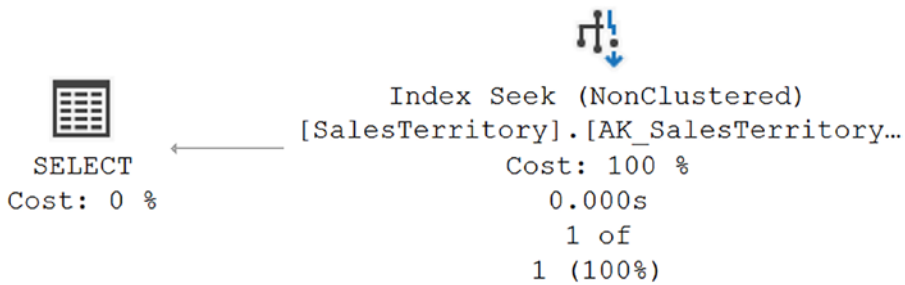 SELECT
Cost: 0 %
Index Seek (NonClustered)
[SalesTerritory].[AK_SalesTerritory…
Cost: 100 %
0.000s
1 of
1 (100%)